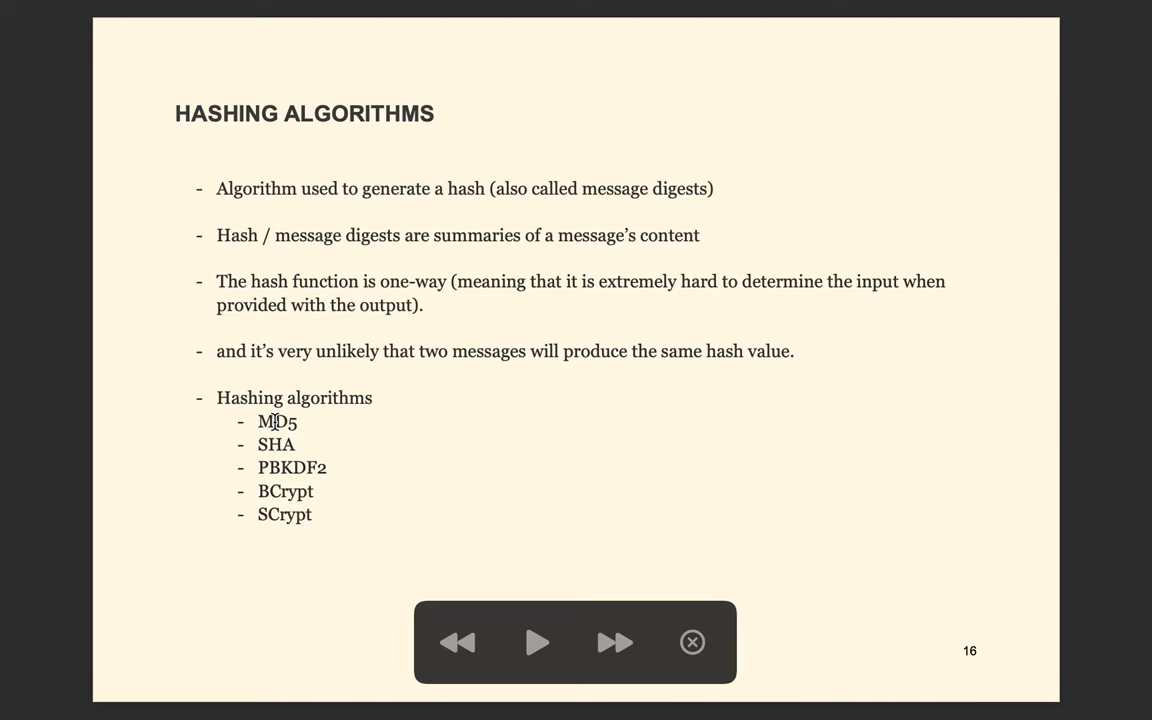 HASHING ALGORITHMS
- Algorithm used to generate a hash (also called message digests)
- Hash / message digests are summaries of a message’s content
- The hash function is one-way (meaning that it is extremely hard to determine the input when
provided with the output).
- and it’s very unlikely that two messages will produce the same hash value.
- Hashing algorithms
- MD5
- SHA
- PBKDF2
- BCrypt
- SCrypt
16